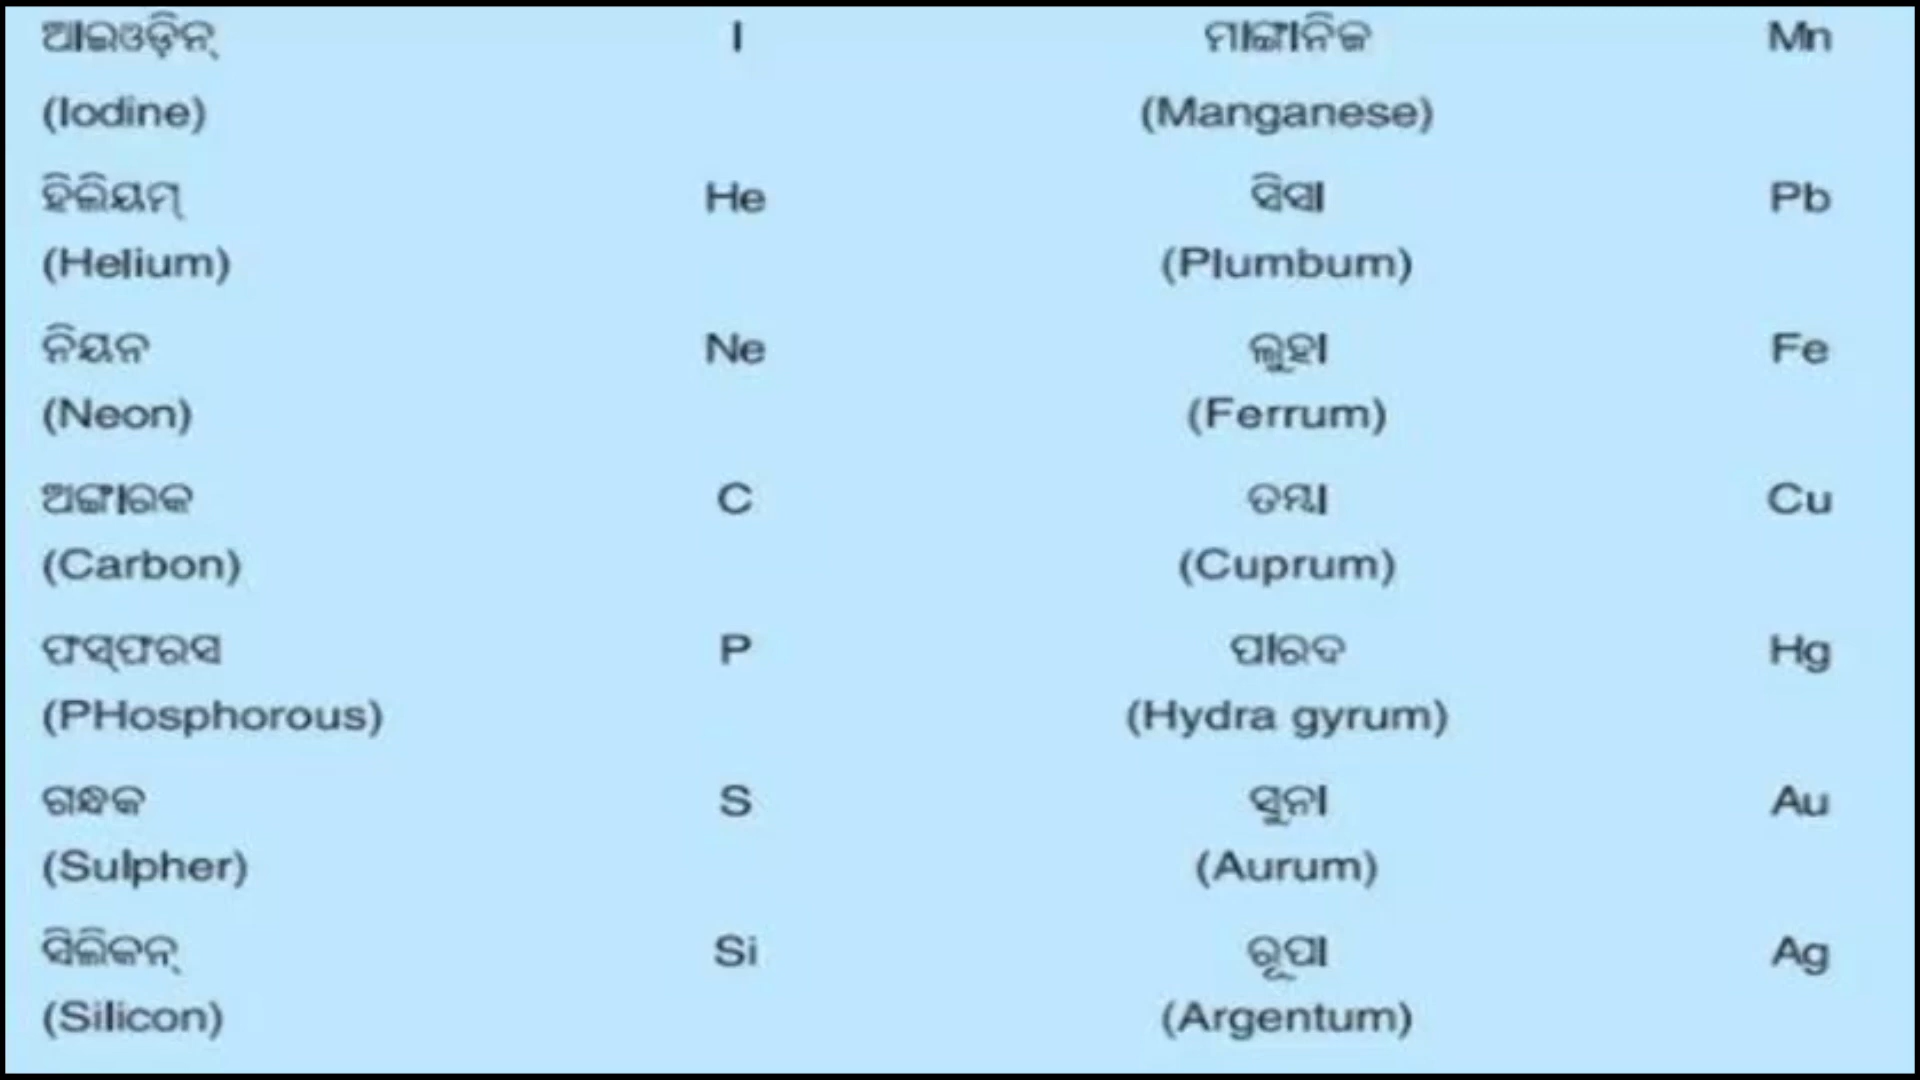 ଆଇଓଡ଼ିନ୍ I ମାଙ୍ଗାନିଜ Mn
(Iodine) (Manganese)
ହିଲିୟମ୍ He ସିସା Pb
(Helium) (Plumbum)
ନିୟନ Ne ଲୁହା Fe
(Neon) (Ferrum)
ଅଙ୍ଗାରକ C ତମ୍ବା Cu
(Carbon) (Cuprum)
ଫସ୍ଫରସ P ପାରଦ Hg
(PHosphorous) (Hydra gyrum)
ଗନ୍ଧକ S ସୁନା Au
(Sulpher) (Aurum)
ସିଲିକନ୍ Si ରୂପା Ag
(Silicon) (Argentum)